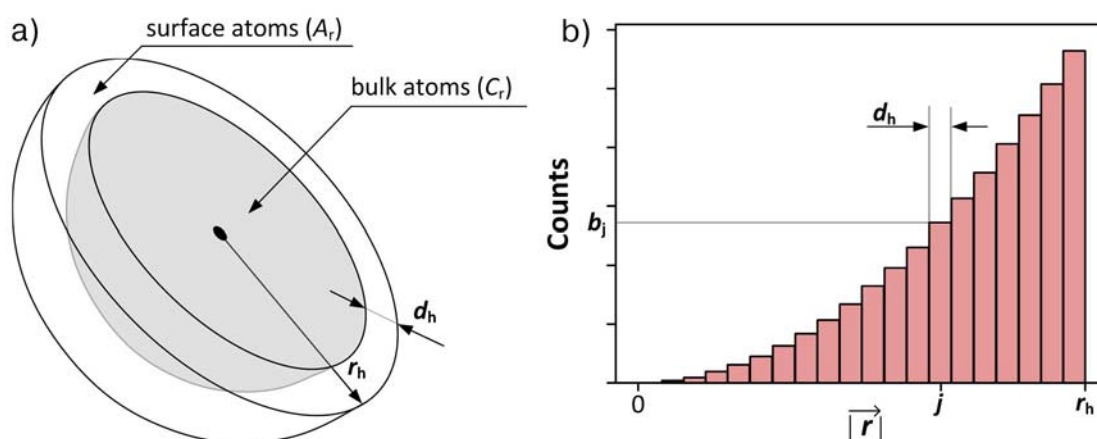 a)
surface atoms (Ar)
bulk atoms (Cr)
dh
rh
b)
Counts
bj
dh
0
j
rh
|r|